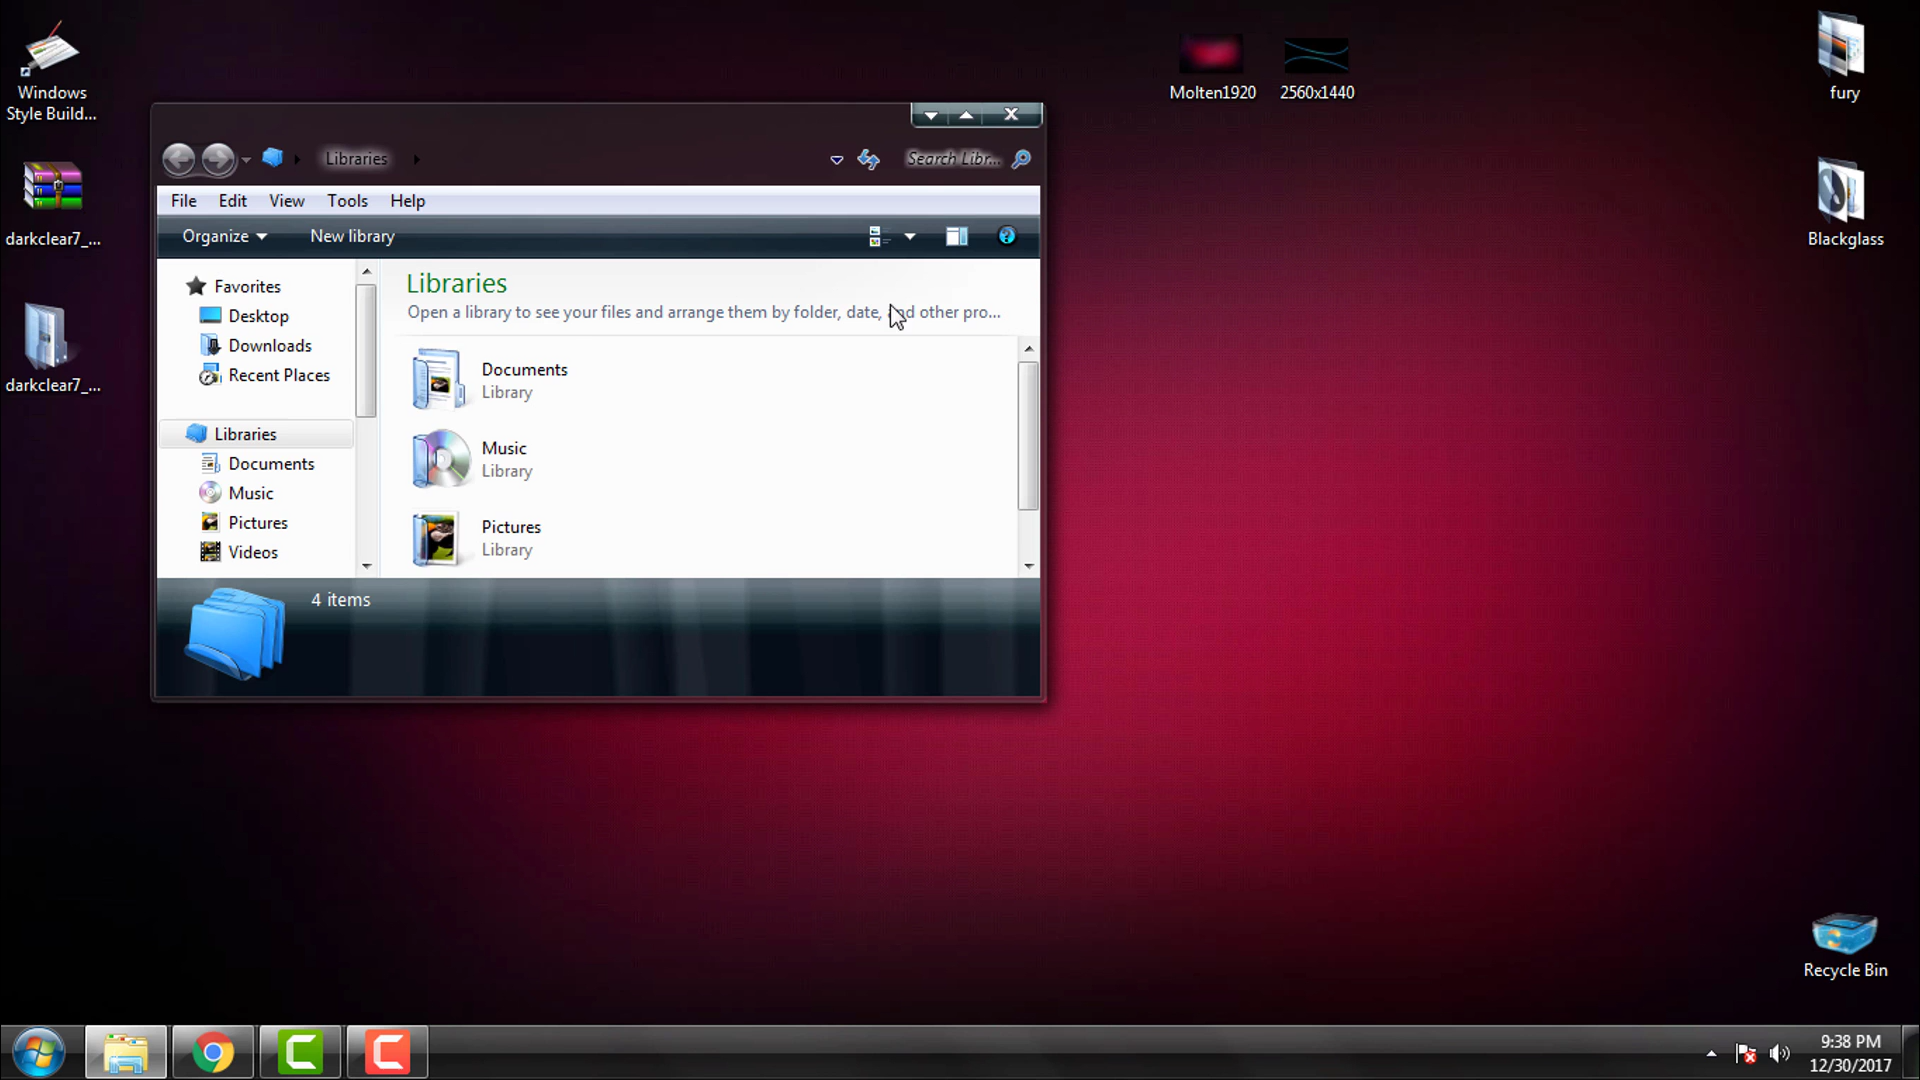 Windows
Style Build...
darkclear7_...
darkclear7_...
Molten1920
2560x1440
fury
Blackglass
Recycle Bin
Libraries
Search Libr...
File Edit View Tools Help
Organize New library
Favorites
Desktop
Downloads
Recent Places
Libraries
Documents
Music
Pictures
Videos
Libraries
Open a library to see your files and arrange them by folder, date, and other pro...
Documents
Library
Music
Library
Pictures
Library
4 items
9:38 PM
12/30/2017